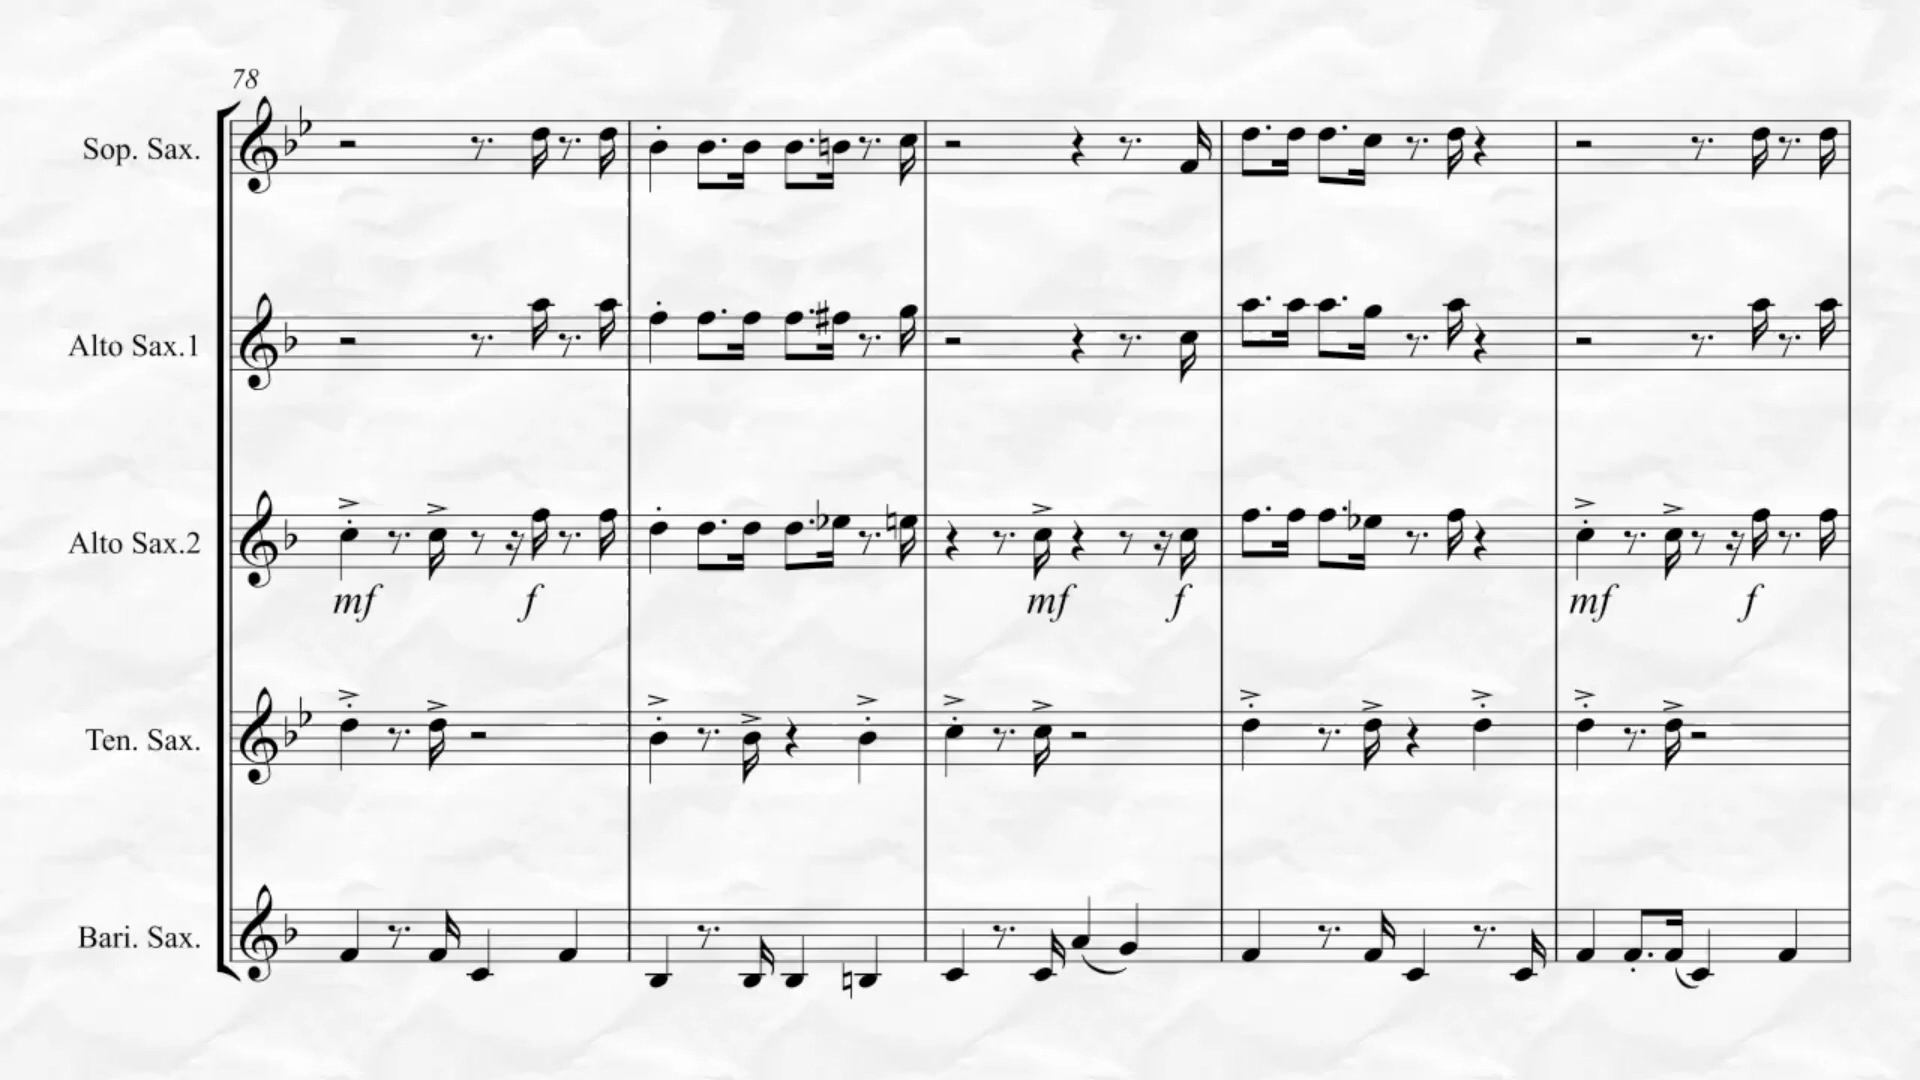 78
Sop. Sax.
Alto Sax.1
Alto Sax.2
mf f mf f mf f
Ten. Sax.
Bari. Sax.